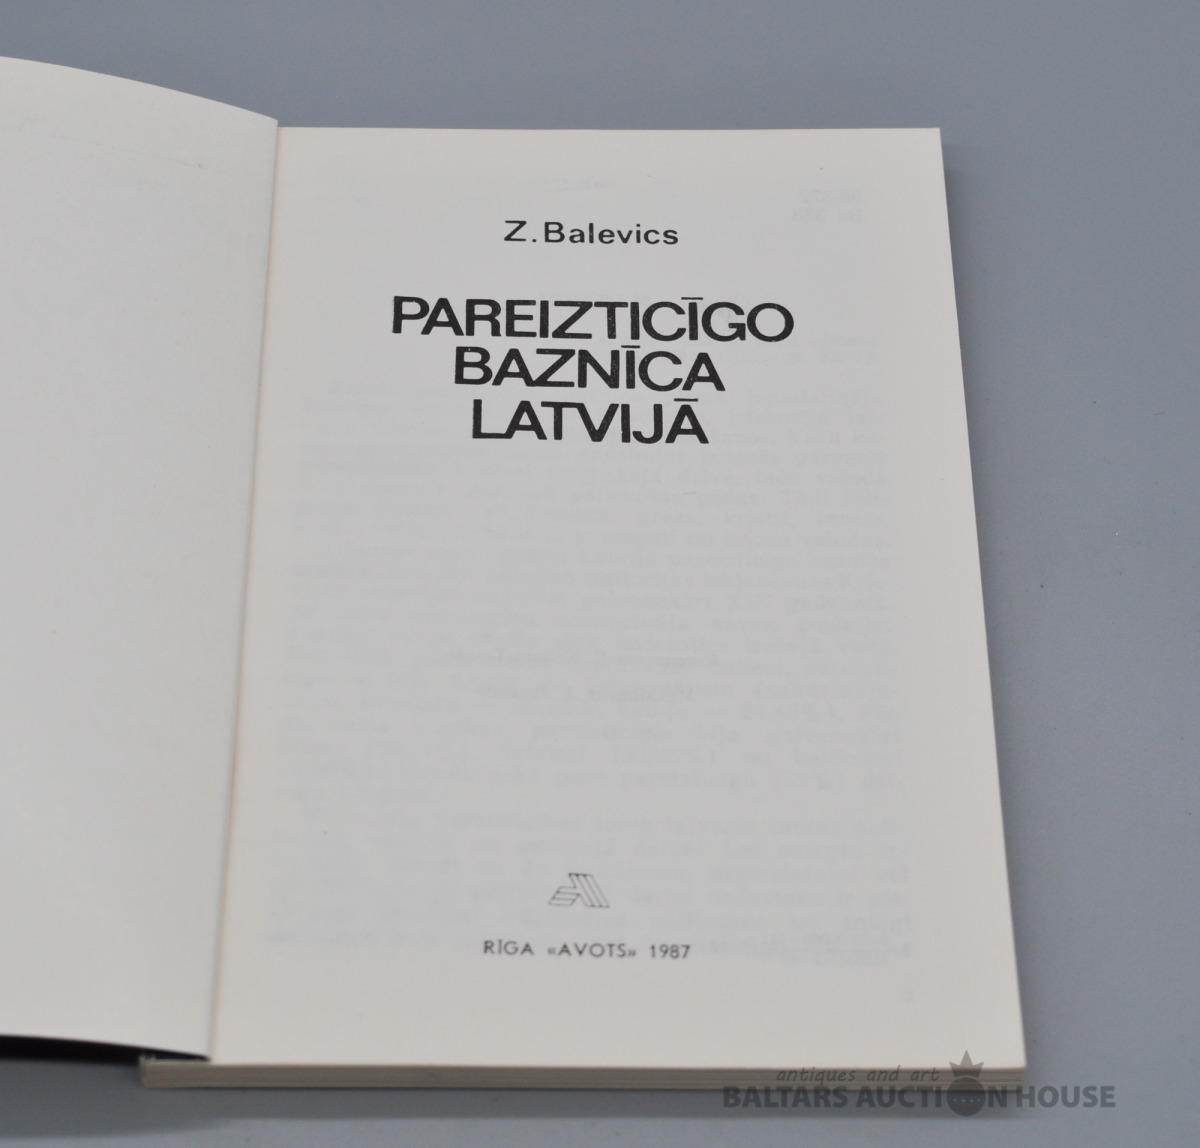 Z. Balevics
PAREIZTICĪGO
BAZNĪCA
LATVIJĀ
RĪGA «AVOTS» 1987
antiques and art
BALTARS AUCTION HOUSE